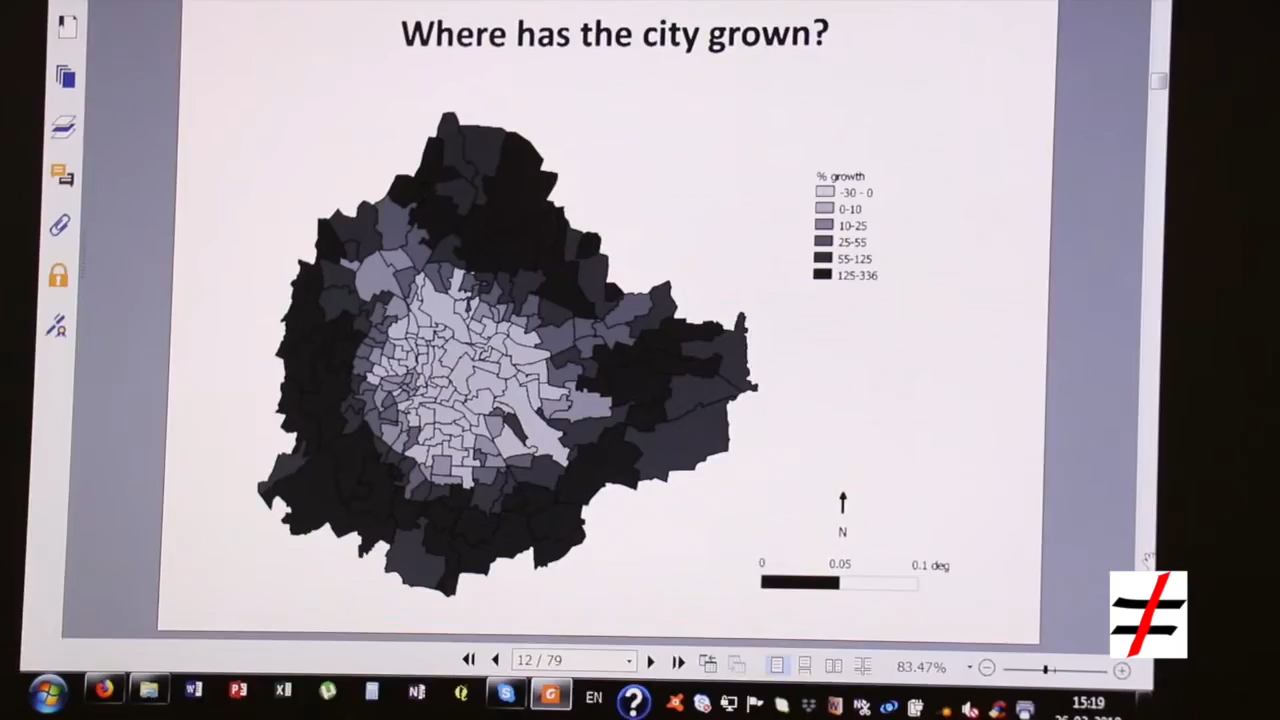 Where has the city grown?
% growth
-30 - 0
0-10
10-25
25-55
55-125
125-336
N
0 0.05 0.1 deg
12 / 79
83.47%
EN
15:19